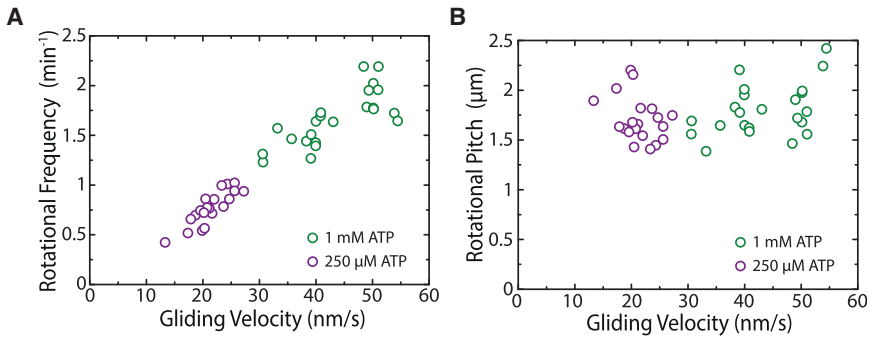 A
Rotational Frequency (min⁻¹)
2.5
2
1.5
1
0.5
0
0 10 20 30 40 50 60
Gliding Velocity (nm/s)
1 mM ATP
250 µM ATP
B
Rotational Pitch (µm)
2.5
2
1.5
1
0.5
0
0 10 20 30 40 50 60
Gliding Velocity (nm/s)
1 mM ATP
250 µM ATP